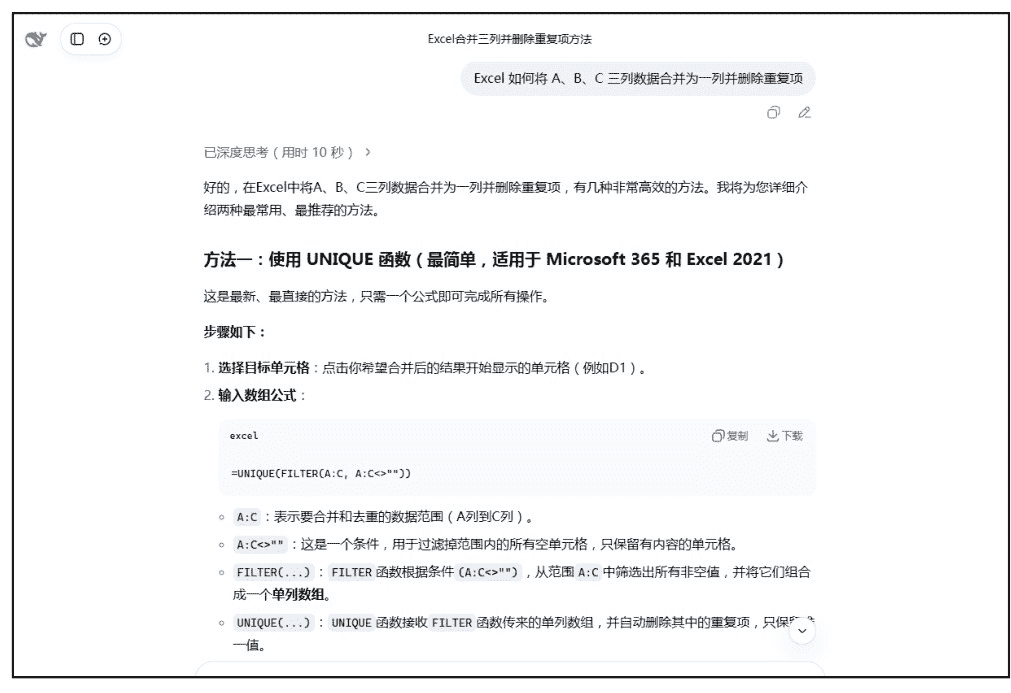 Excel合并三列并删除重复项方法
Excel 如何将 A、B、C 三列数据合并为一列并删除重复项
已深度思考（用时 10 秒）
好的，在Excel中将A、B、C三列数据合并为一列并删除重复项，有几种非常高效的方法。我将为您详细介
绍两种最常用、最推荐的方法。
方法一：使用 UNIQUE 函数（最简单，适用于 Microsoft 365 和 Excel 2021）
这是最新、最直接的方法，只需一个公式即可完成所有操作。
步骤如下：
1. 选择目标单元格：点击你希望合并后的结果开始显示的单元格（例如D1）。
2. 输入数组公式：
excel 复制 下载
=UNIQUE(FILTER(A:C, A:C<>""))
A:C ：表示要合并和去重的数据范围（A列到C列）。
A:C<>"" ：这是一个条件，用于过滤掉范围内的所有空单元格，只保留有内容的单元格。
FILTER(...) ： FILTER 函数根据条件 (A:C<>"") ，从范围 A:C 中筛选出所有非空值，并将它们组合
成一个单列数组。
UNIQUE(...) ： UNIQUE 函数接收 FILTER 函数传来的单列数组，并自动删除其中的重复项，只保
一值。